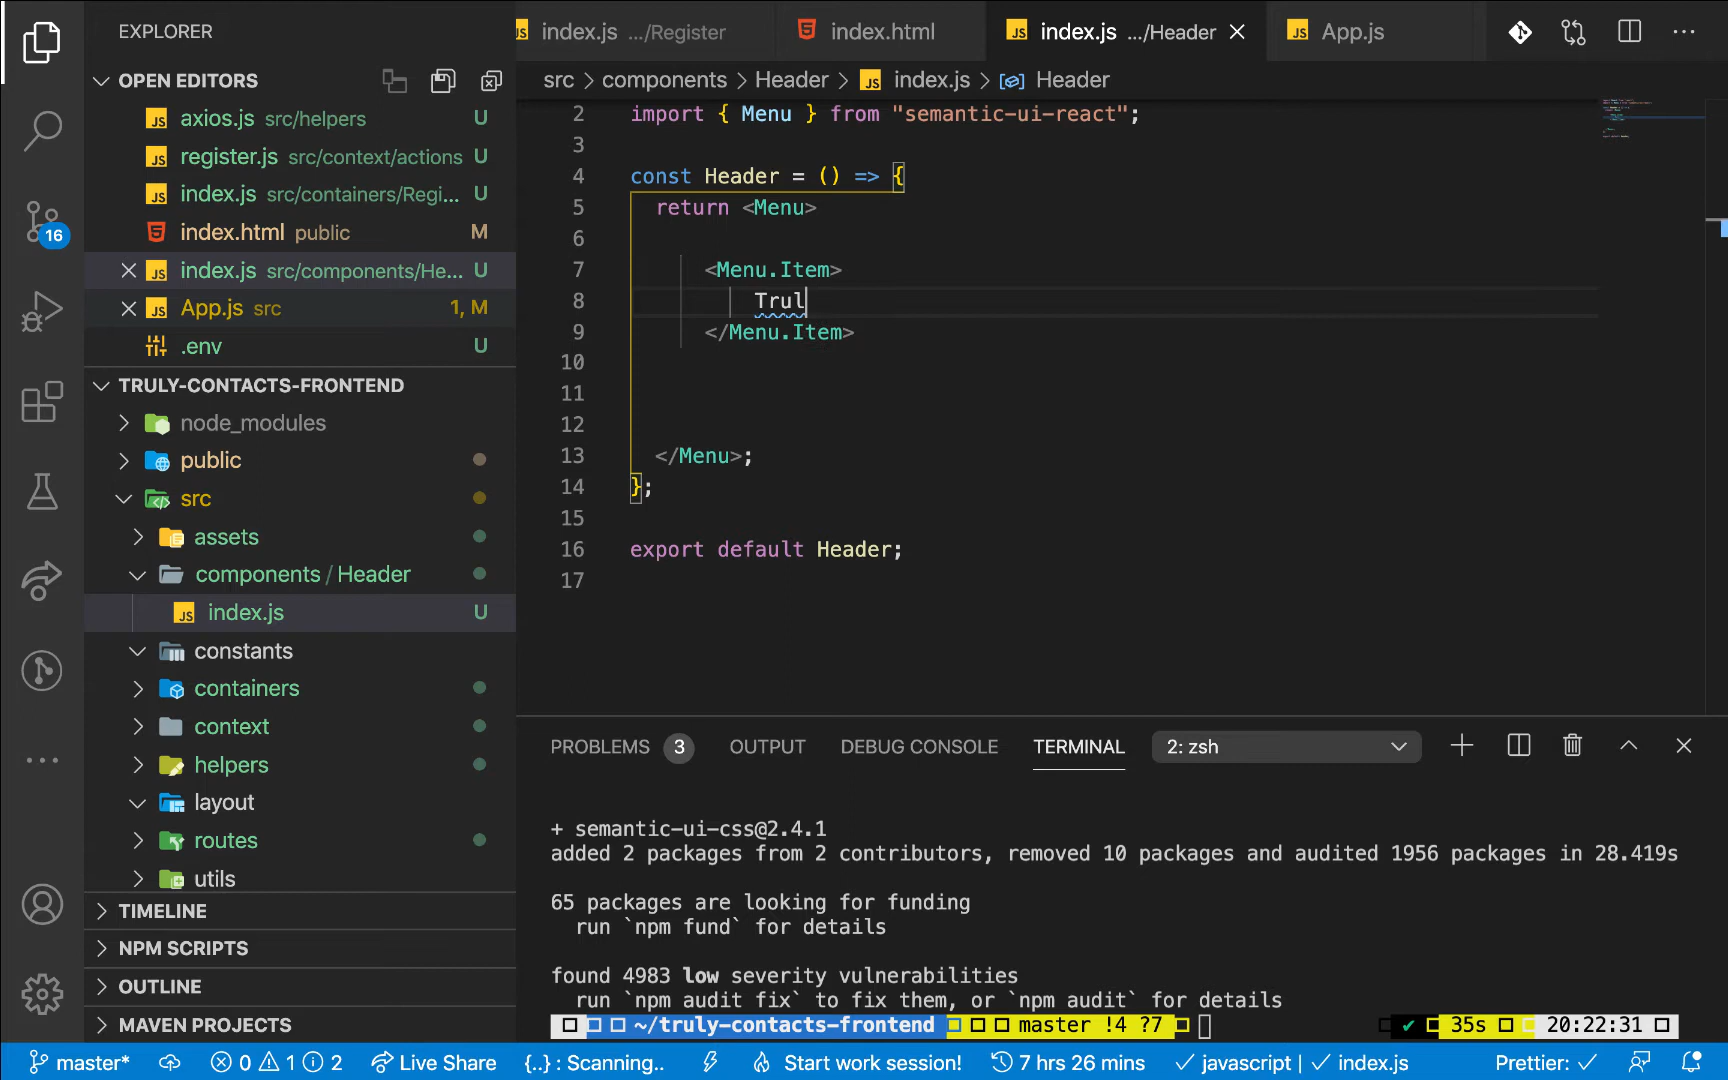 EXPLORER
OPEN EDITORS
axios.js src/helpers U
register.js src/context/actions U
index.js src/containers/Regi... U
index.html public M
index.js src/components/He... U
App.js src 1, M
.env U
TRULY-CONTACTS-FRONTEND
node_modules
public
src
assets
components / Header
index.js U
constants
containers
context
helpers
layout
routes
utils
TIMELINE
NPM SCRIPTS
OUTLINE
MAVEN PROJECTS
16
index.js .../Register
index.html
index.js .../Header
App.js
src > components > Header > index.js > Header
2 import { Menu } from "semantic-ui-react";
3
4 const Header = () => {
5 return <Menu>
6
7 <Menu.Item>
8 Trul
9 </Menu.Item>
10
11
12
13 </Menu>;
14 };
15
16 export default Header;
17
PROBLEMS 3 OUTPUT DEBUG CONSOLE TERMINAL 2: zsh
+ semantic-ui-css@2.4.1
added 2 packages from 2 contributors, removed 10 packages and audited 1956 packages in 28.419s
65 packages are looking for funding
run `npm fund` for details
found 4983 low severity vulnerabilities
run `npm audit fix` to fix them, or `npm audit` for details
~/truly-contacts-frontend master !4 ?7 ✔ 35s 20:22:31
master* 0 1 2 Live Share {..} : Scanning.. Start work session! 7 hrs 26 mins javascript | index.js Prettier: ✓